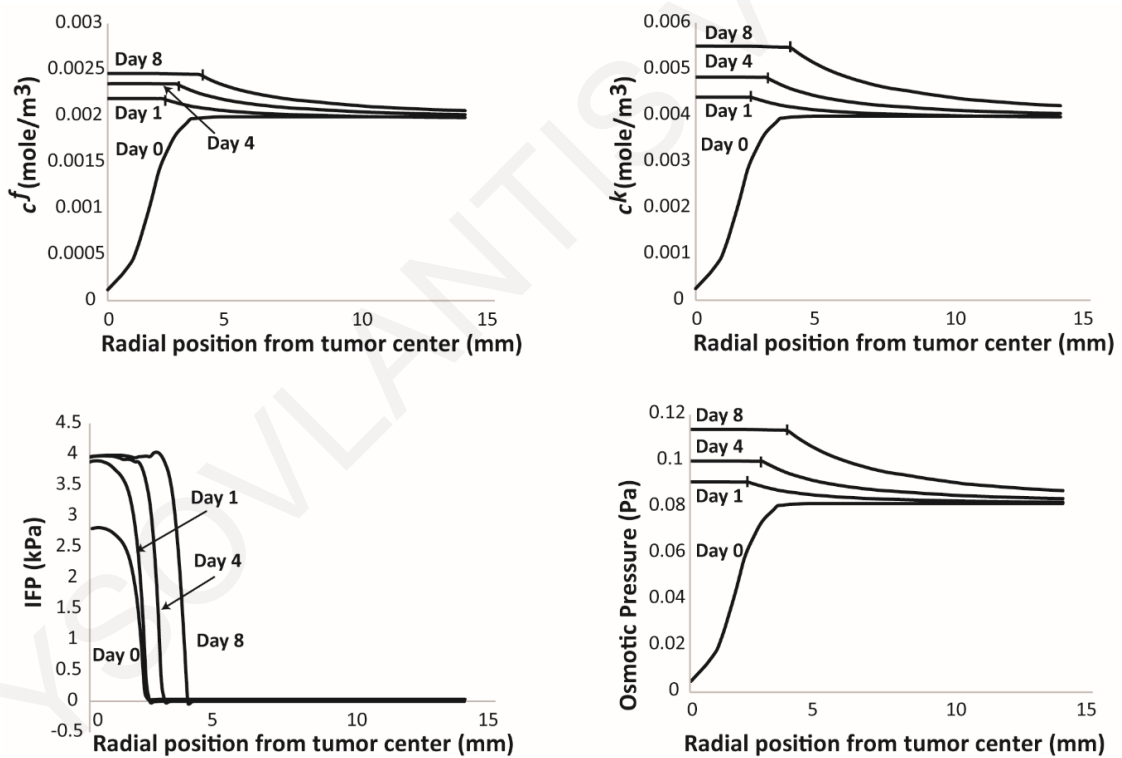 0.003
0.0025
0.002
0.0015
0.001
0.0005
0
cf (mole/m3)
Day 8
Day 1
Day 0
Day 4
0 5 10 15
Radial position from tumor center (mm)
0.006
0.005
0.004
0.003
0.002
0.001
0
ck (mole/m3)
Day 8
Day 4
Day 1
Day 0
0 5 10 15
Radial position from tumor center (mm)
4.5
4
3.5
3
2.5
2
1.5
1
0.5
0
-0.5
IFP (kPa)
Day 1
Day 4
Day 8
Day 0
0 5 10 15
Radial position from tumor center (mm)
0.12
0.1
0.08
0.06
0.04
0.02
0
Osmotic Pressure (Pa)
Day 8
Day 4
Day 1
Day 0
0 5 10 15
Radial position from tumor center (mm)
YSOVLANTIS